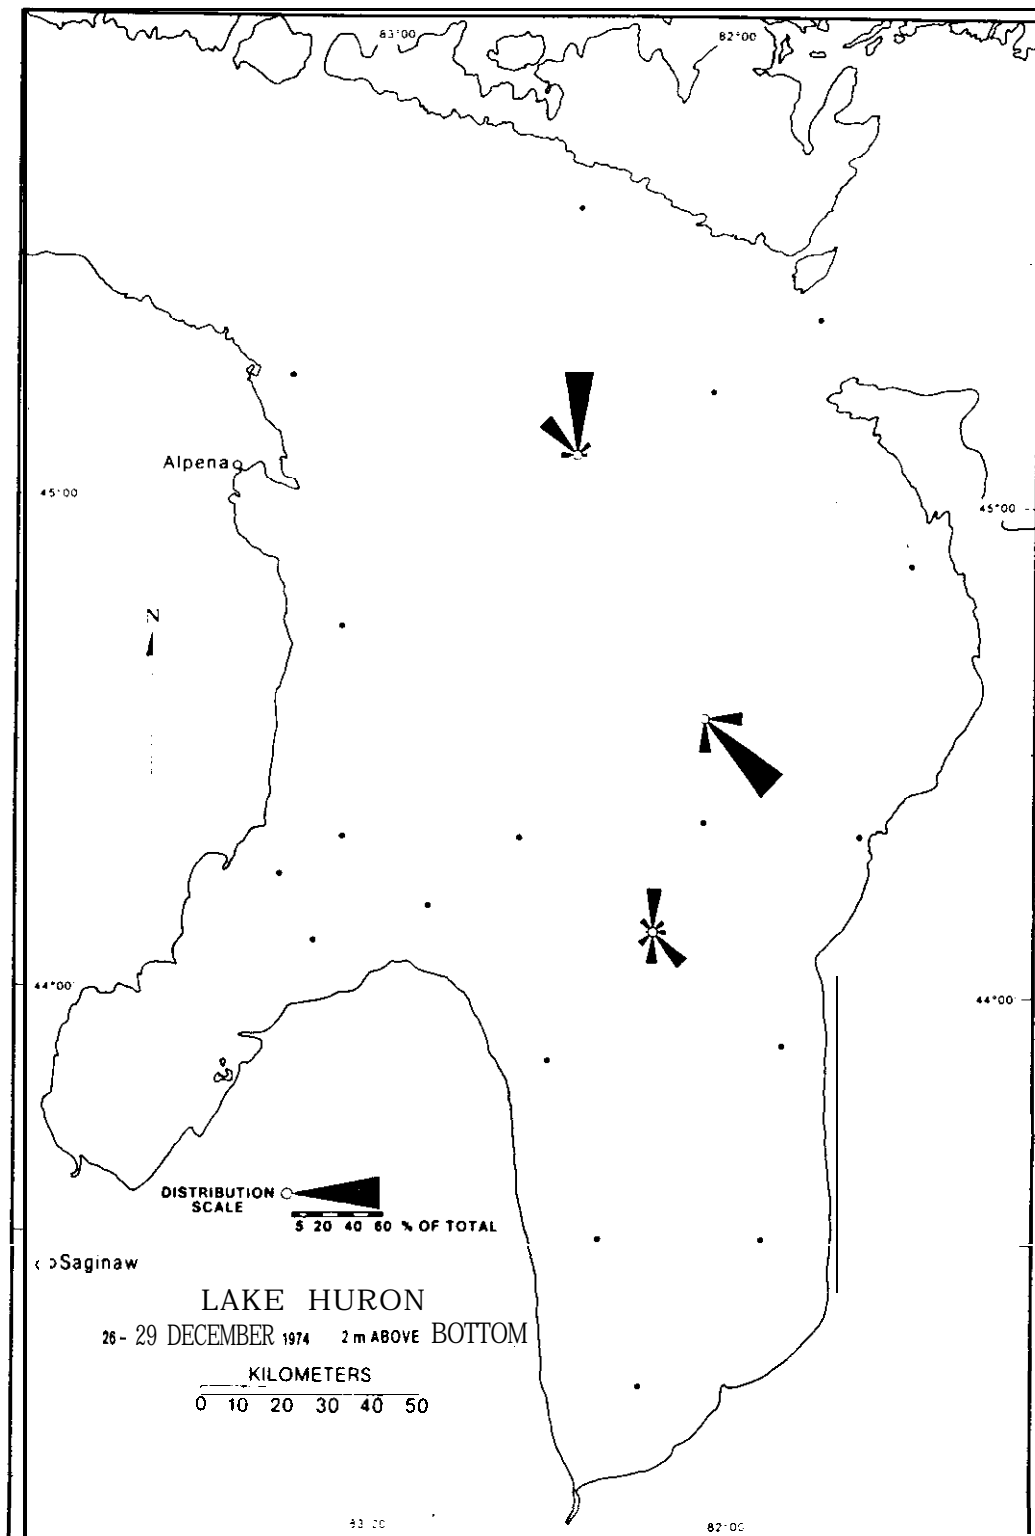 83°00
82°00
Alpena
45°00
45°00
N
44°00
44°00
DISTRIBUTION
SCALE
5 20 40 60 % OF TOTAL
Saginaw
LAKE HURON
26 - 29 DECEMBER 1974 2 m ABOVE BOTTOM
KILOMETERS
0 10 20 30 40 50
82°00